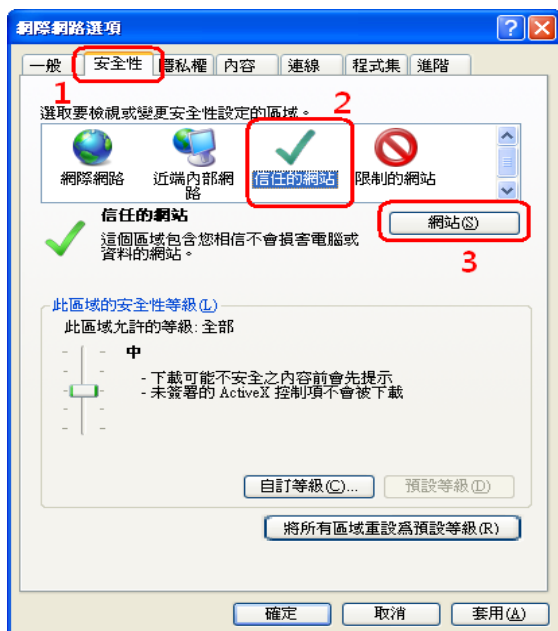 網際網路選項
一般 安全性 隱私權 內容 連線 程式集 進階
1
選取要檢視或變更安全性設定的區域。
2
網際網路 近端內部網路 信任的網站 限制的網站
信任的網站
網站(S)
這個區域包含您相信不會損害電腦或
資料的網站。
3
此區域的安全性等級(L)
此區域允許的等級: 全部
中
- 下載可能不安全之內容前會先提示
- 未簽署的 ActiveX 控制項不會被下載
自訂等級(C)... 預設等級(D)
將所有區域重設為預設等級(R)
確定 取消 套用(A)